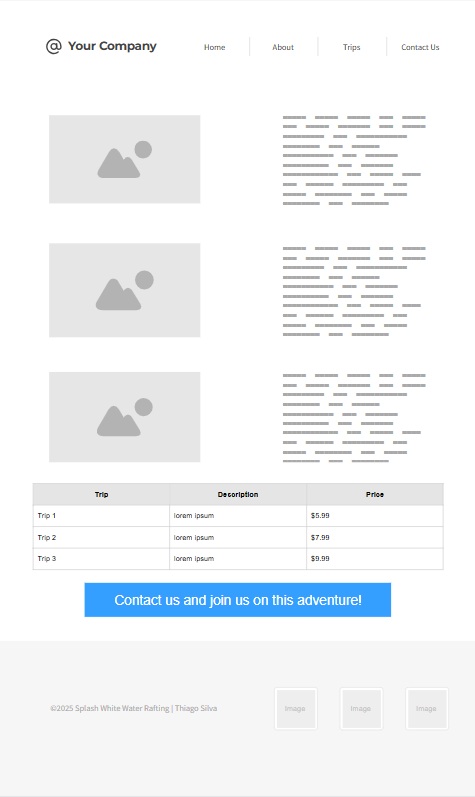 @ Your Company
Home About Trips Contact Us
Trip Description Price
Trip 1 lorem ipsum $5.99
Trip 2 lorem ipsum $7.99
Trip 3 lorem ipsum $9.99
Contact us and join us on this adventure!
©2025 Splash White Water Rafting | Thiago Silva
Image Image Image